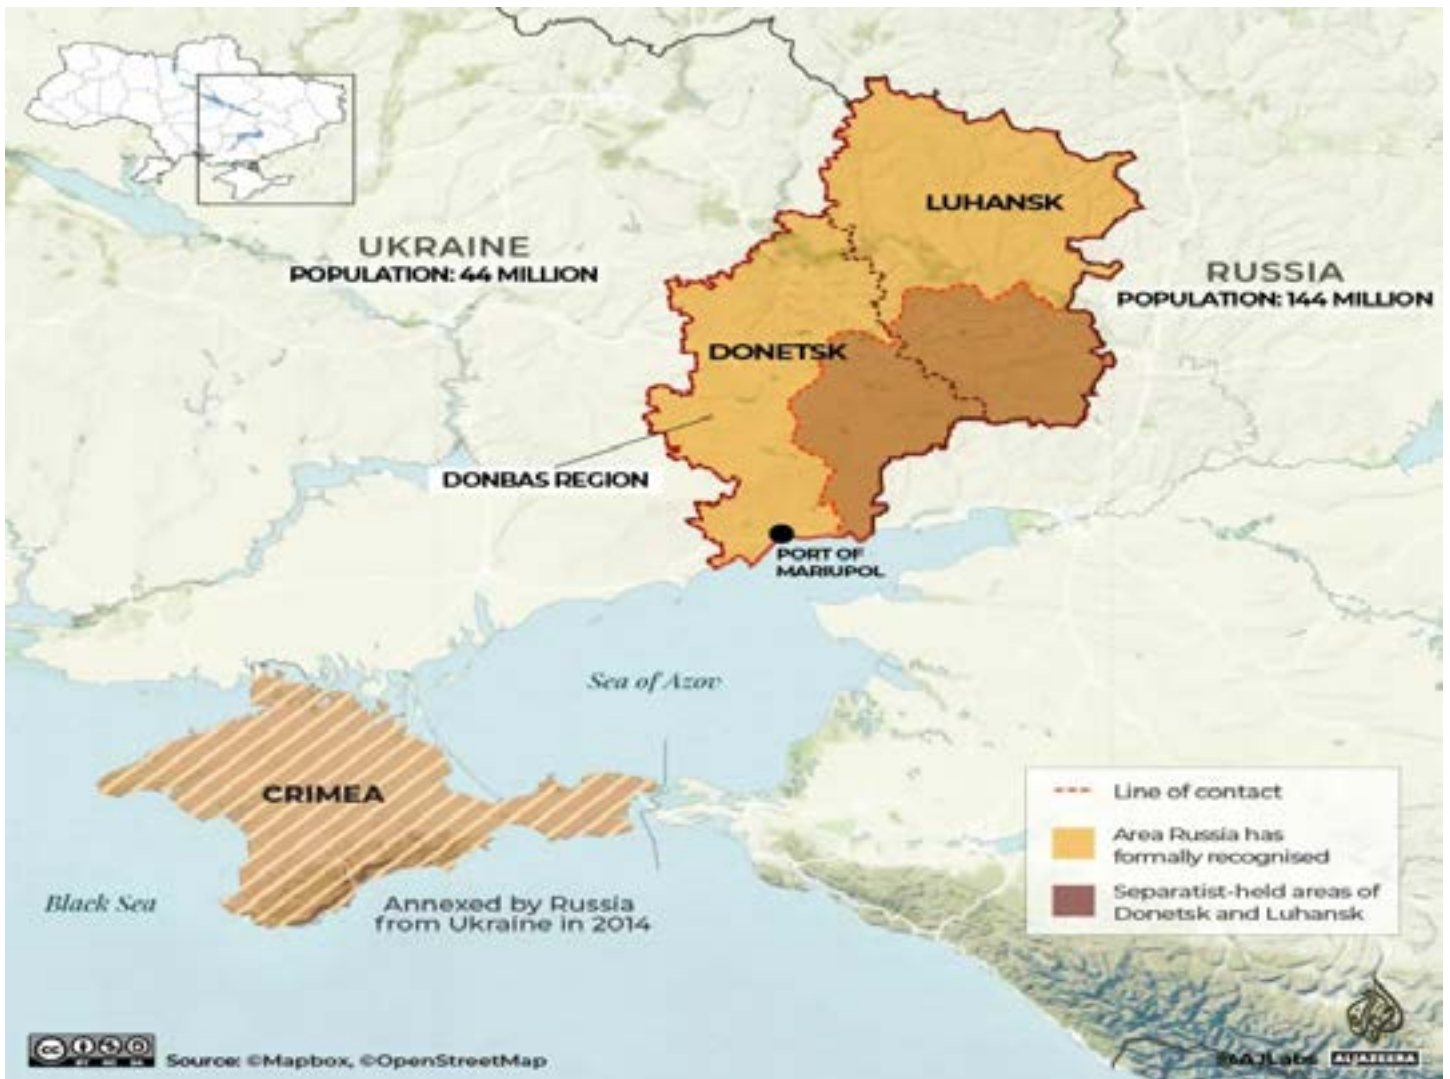 LUHANSK
UKRAINE
POPULATION: 44 MILLION
RUSSIA
POPULATION: 144 MILLION
DONETSK
DONBAS REGION
PORT OF
MARIUPOL
Sea of Azov
CRIMEA
Line of contact
Area Russia has
formally recognised
Separatist-held areas of
Donetsk and Luhansk
Black Sea
Annexed by Russia
from Ukraine in 2014
Source: ©Mapbox, ©OpenStreetMap
@AJLabs
ALJAZEERA